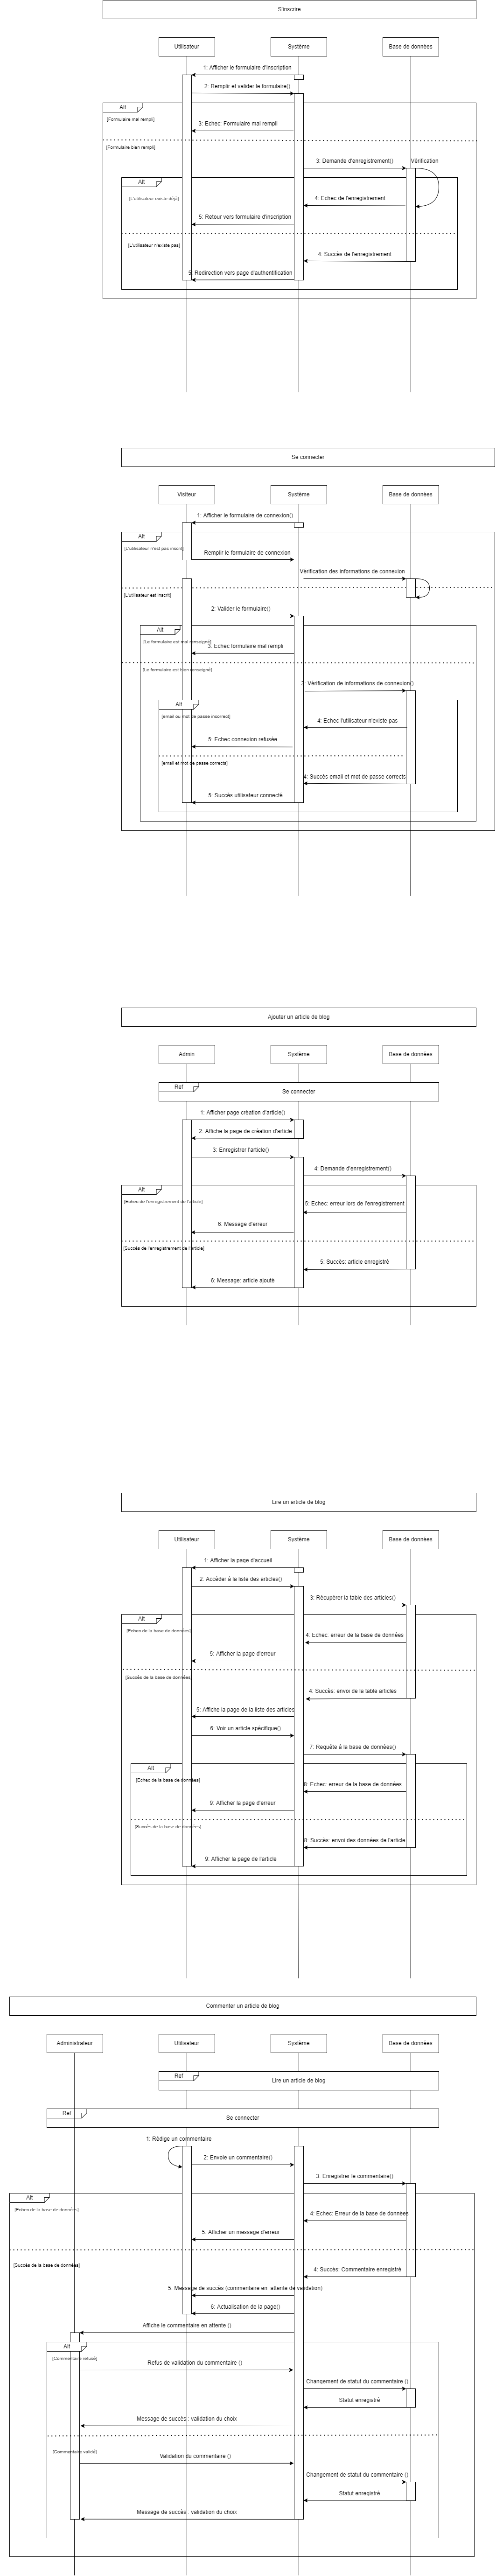 S'inscrire
Utilisateur
Système
Base de données
1: Afficher le formulaire d'inscription
2: Remplir et valider le formulaire()
Alt
[Formulaire mal rempli]
3: Echec: Formulaire mal rempli
[Formulaire bien rempli]
3: Demande d'enregistrement()
Vérification
Alt
[L'utilisateur existe déjà]
4: Echec de l'enregistrement
5: Retour vers formulaire d'inscription
[L'utilisateur n'existe pas]
4: Succès de l'enregistrement
5: Redirection vers page d'authentification
Se connecter
Visiteur
Système
Base de données
1: Afficher le formulaire de connexion()
Alt
[L'utilisateur n'est pas inscrit]
Remplir le formulaire de connexion
Vérification des informations de connexion
[L'utilisateur est inscrit]
2: Valider le formulaire()
Alt
[Le formulaire est mal renseigné]
3: Echec formulaire mal rempli
[Le formulaire est bien renseigné]
3: Vérification de informations de connexion()
Alt
[email ou mot de passe incorrect]
4: Echec l'utilisateur n'existe pas
5: Echec connexion refusée
[email et mot de passe corrects]
4: Succès email et mot de passe corrects
5: Succès utilisateur connecté
Ajouter un article de blog
Admin
Système
Base de données
Ref
Se connecter
1: Afficher page création d'article()
2: Affiche la page de création d'article
3: Enregistrer l'article()
4: Demande d'enregistrement()
Alt
[Echec de l'enregistrement de l'article]
5: Echec: erreur lors de l'enregistrement
6: Message d'erreur
[Succès de l'enregistrement de l'article]
5: Succès: article enregistré
6: Message: article ajouté
Lire un article de blog
Utilisateur
Système
Base de données
1: Afficher la page d'accueil
2: Accéder à la liste des articles()
3: Récupérer la table des articles()
Alt
[Echec de la base de données]
4: Echec: erreur de la base de données
5: Afficher la page d'erreur
[Succès de la base de données]
4: Succès: envoi de la table articles
5: Affiche la page de la liste des articles
6: Voir un article spécifique()
7: Requête à la base de données()
Alt
[Echec de la base de données]
8: Echec: erreur de la base de données
9: Afficher la page d'erreur
[Succès de la base de données]
8: Succès: envoi des données de l'article
9: Afficher la page de l'article
Commenter un article de blog
Administrateur
Utilisateur
Système
Base de données
Ref
Lire un article de blog
Ref
Se connecter
1: Rédige un commentaire
2: Envoie un commentaire()
3: Enregistrer le commentaire()
Alt
[Echec de la base de données]
4: Echec: Erreur de la base de données
5: Afficher un message d'erreur
[Succès de la base de données]
4: Succès: Commentaire enregistré
5: Message de succès (commentaire en attente de validation)
6: Actualisation de la page()
Affiche le commentaire en attente ()
Alt
[Commentaire refusé]
Refus de validation du commentaire ()
Changement de statut du commentaire ()
Statut enregistré
Message de succès : validation du choix
[Commentaire validé]
Validation du commentaire ()
Changement de statut du commentaire ()
Statut enregistré
Message de succès : validation du choix